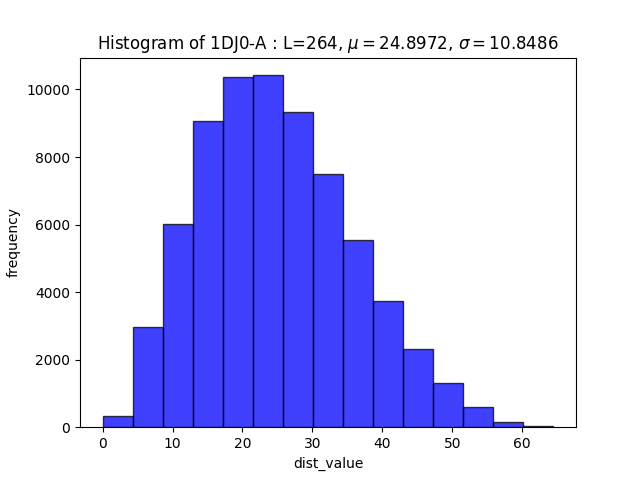 Histogram of 1DJ0-A : L=264, μ = 24.8972, σ = 10.8486
10000
8000
6000
4000
2000
0
frequency
0 10 20 30 40 50 60
dist_value